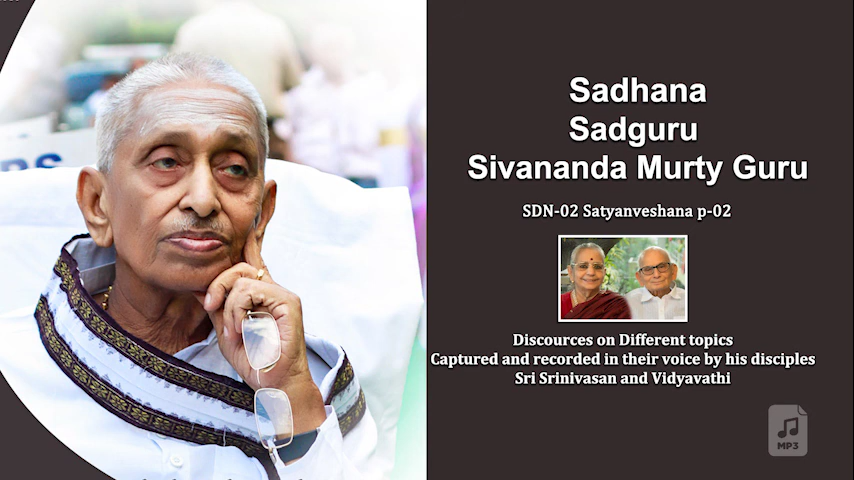 Sadhana
Sadguru
Sivananda Murty Guru
SDN-02 Satyanveshana p-02
Discources on Different topics
Captured and recorded in their voice by his disciples
Sri Srinivasan and Vidyavathi
MP3